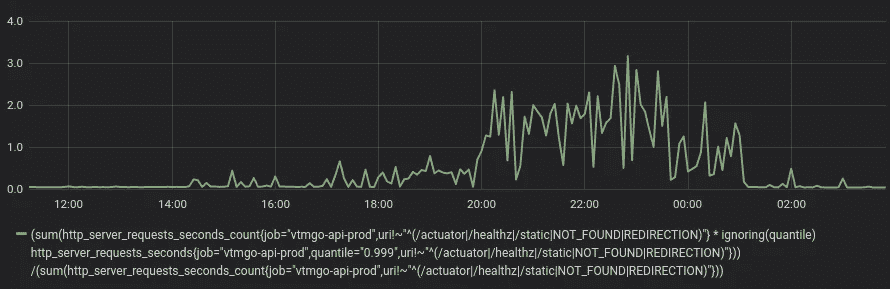 4.0
3.0
2.0
1.0
0.0
12:00 14:00 16:00 18:00 20:00 22:00 00:00 02:00
(sum(http_server_requests_seconds_count{job="vtmgo-api-prod",uri!~"^(/actuator|/healthz|/static|NOT_FOUND|REDIRECTION)"} * ignoring(quantile)
http_server_requests_seconds{job="vtmgo-api-prod",quantile="0.999",uri!~"^(/actuator|/healthz|/static|NOT_FOUND|REDIRECTION)"}))
/(sum(http_server_requests_seconds_count{job="vtmgo-api-prod",uri!~"^(/actuator|/healthz|/static|NOT_FOUND|REDIRECTION)"}))